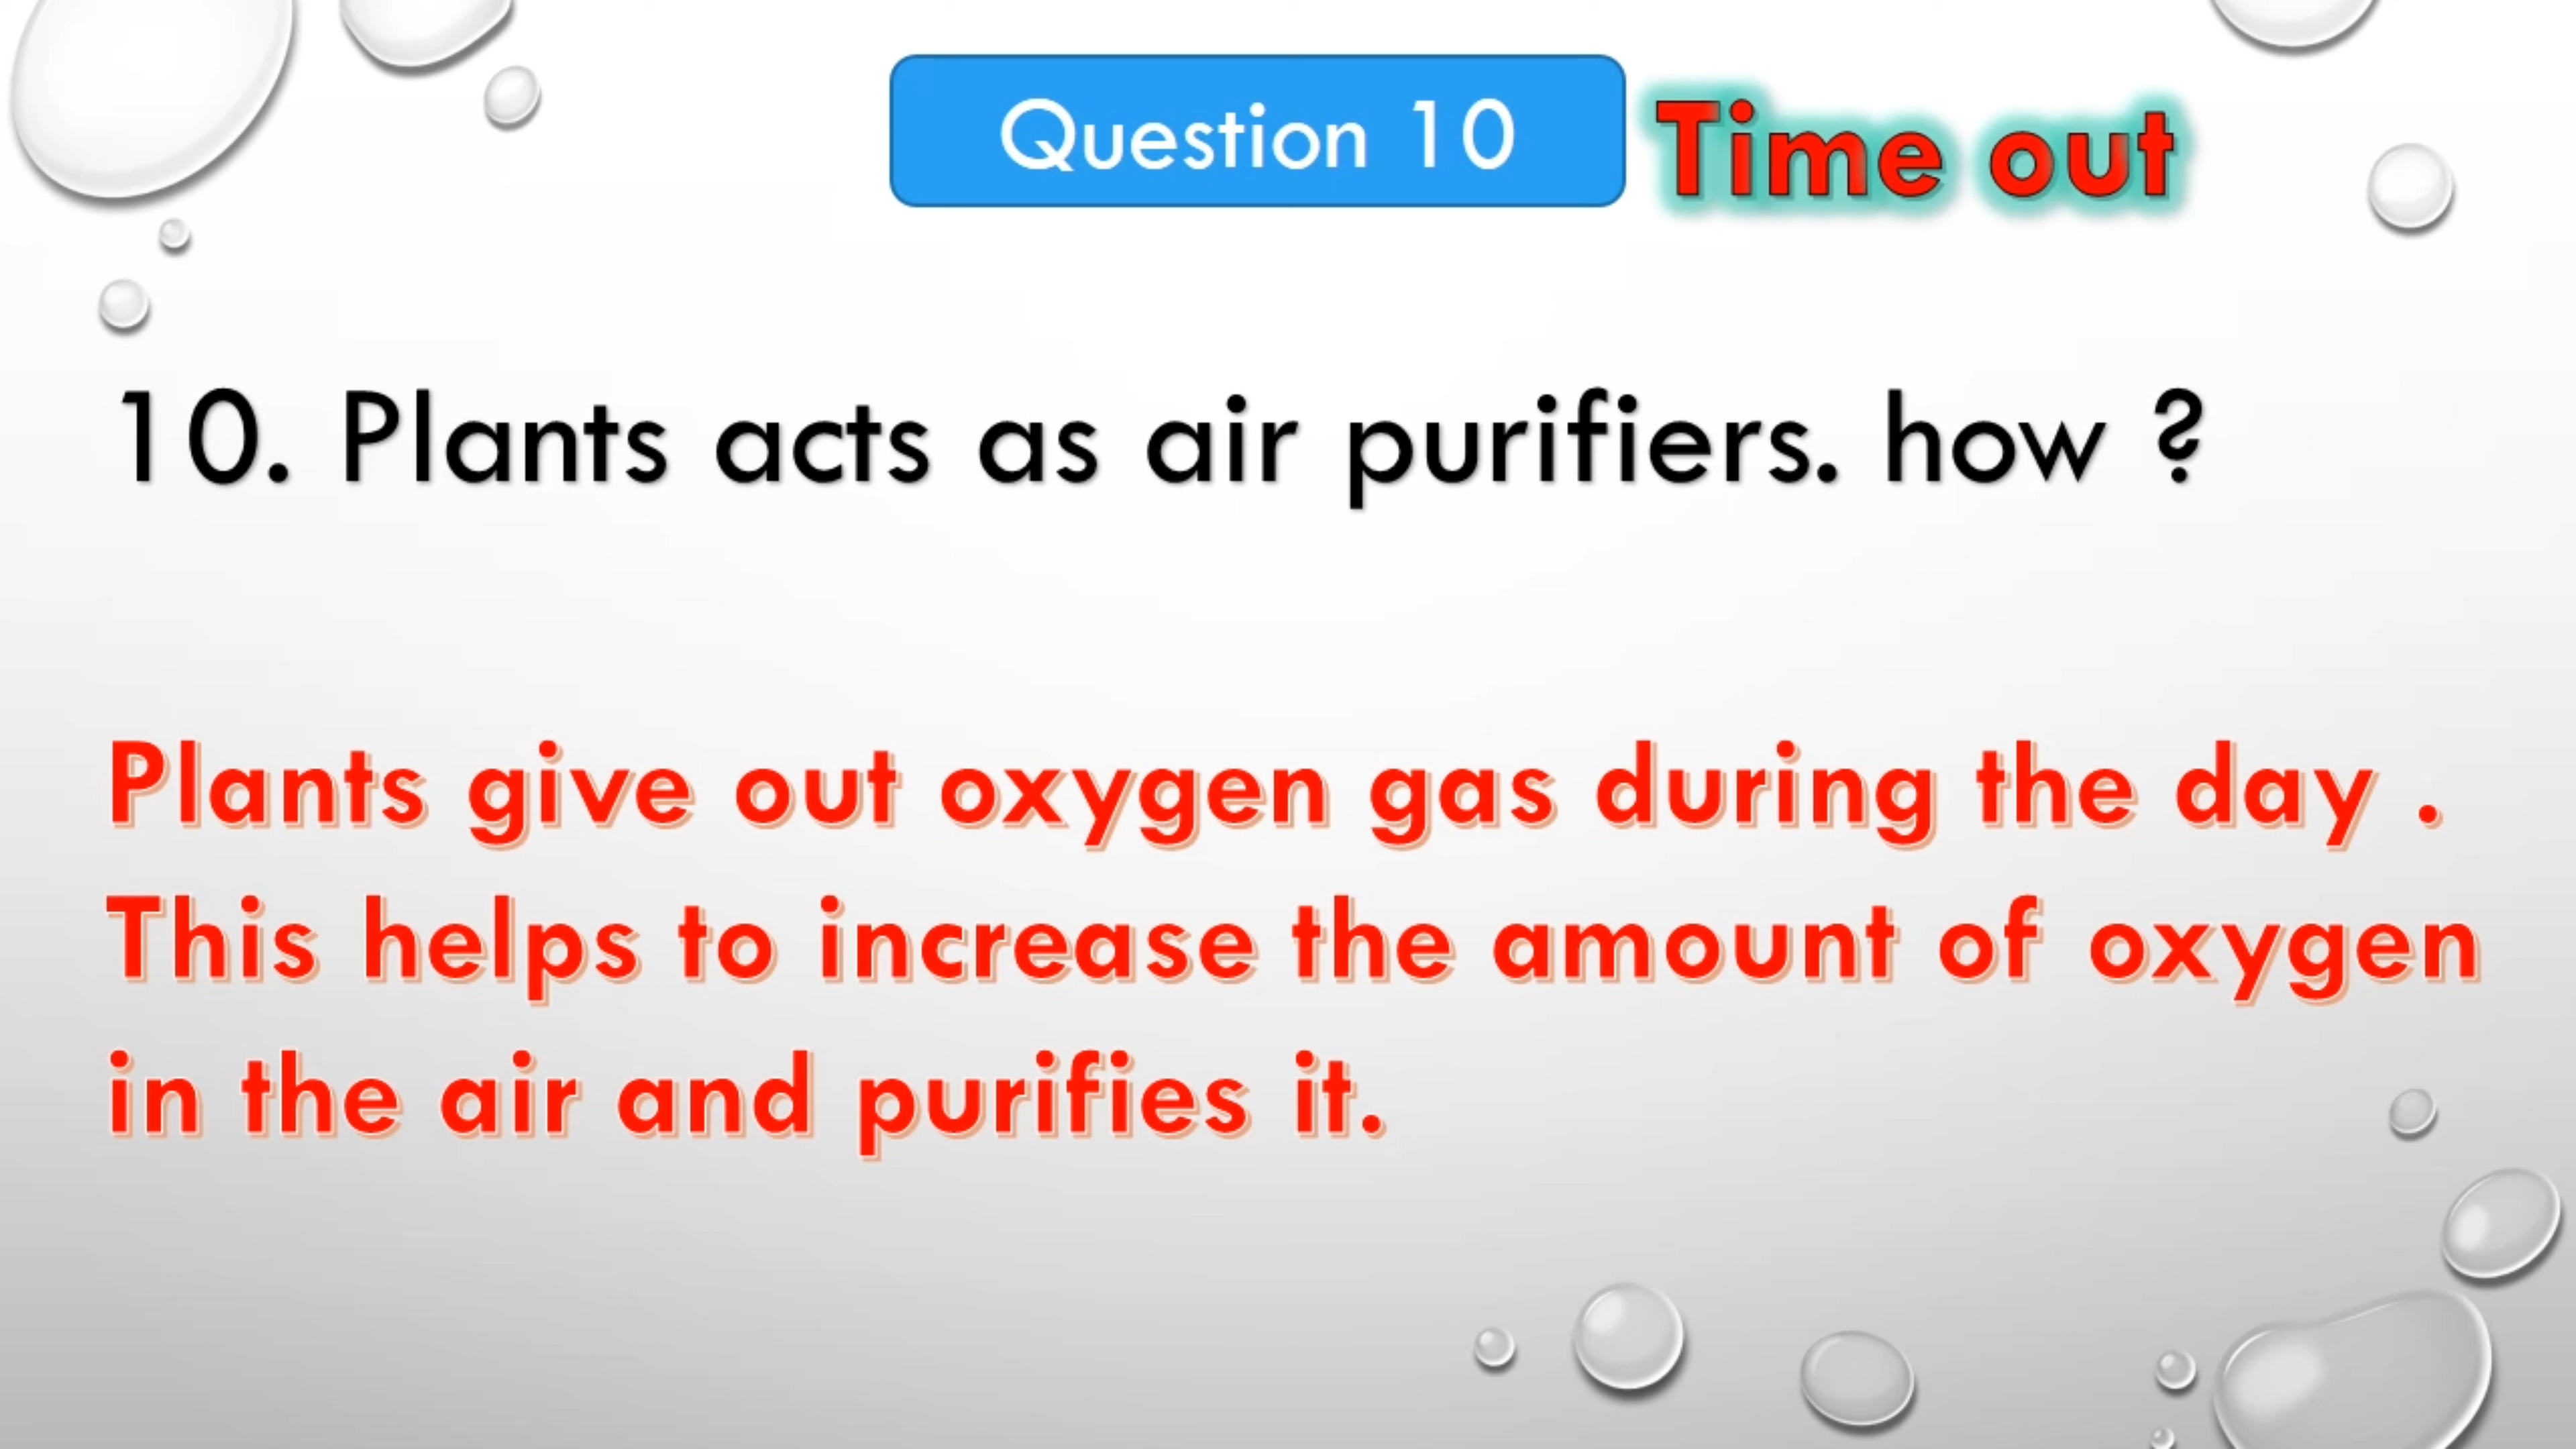 Question 10
Time out
10. Plants acts as air purifiers. how ?
Plants give out oxygen gas during the day .
This helps to increase the amount of oxygen
in the air and purifies it.